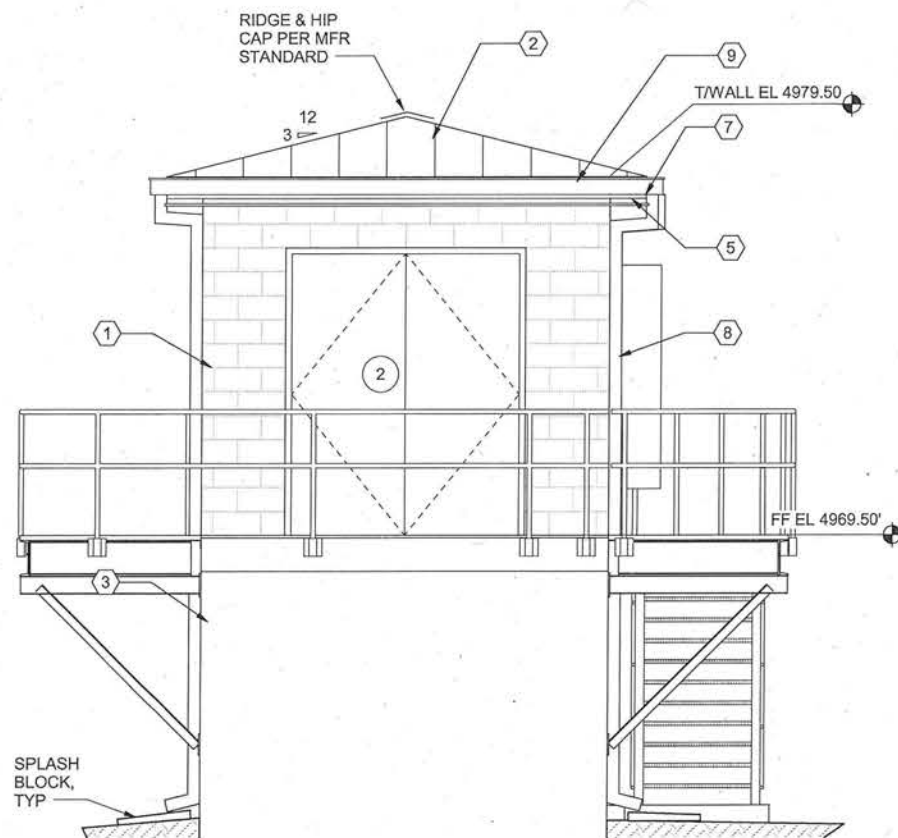 RIDGE & HIP
CAP PER MFR
STANDARD
2
9
T/WALL EL 4979.50
12
3
7
5
1
8
2
FF EL 4969.50'
3
SPLASH
BLOCK,
TYP